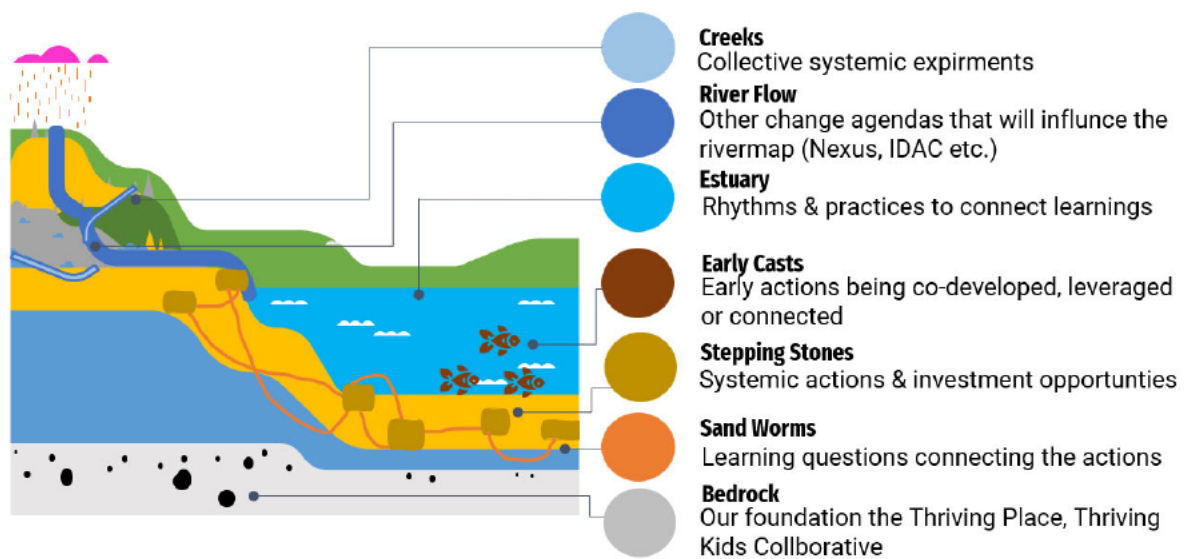 Creeks
Collective systemic expirments
River Flow
Other change agendas that will influnce the
rivermap (Nexus, IDAC etc.)
Estuary
Rhythms & practices to connect learnings
Early Casts
Early actions being co-developed, leveraged
or connected
Stepping Stones
Systemic actions & investment opportunties
Sand Worms
Learning questions connecting the actions
Bedrock
Our foundation the Thriving Place, Thriving
Kids Collborative